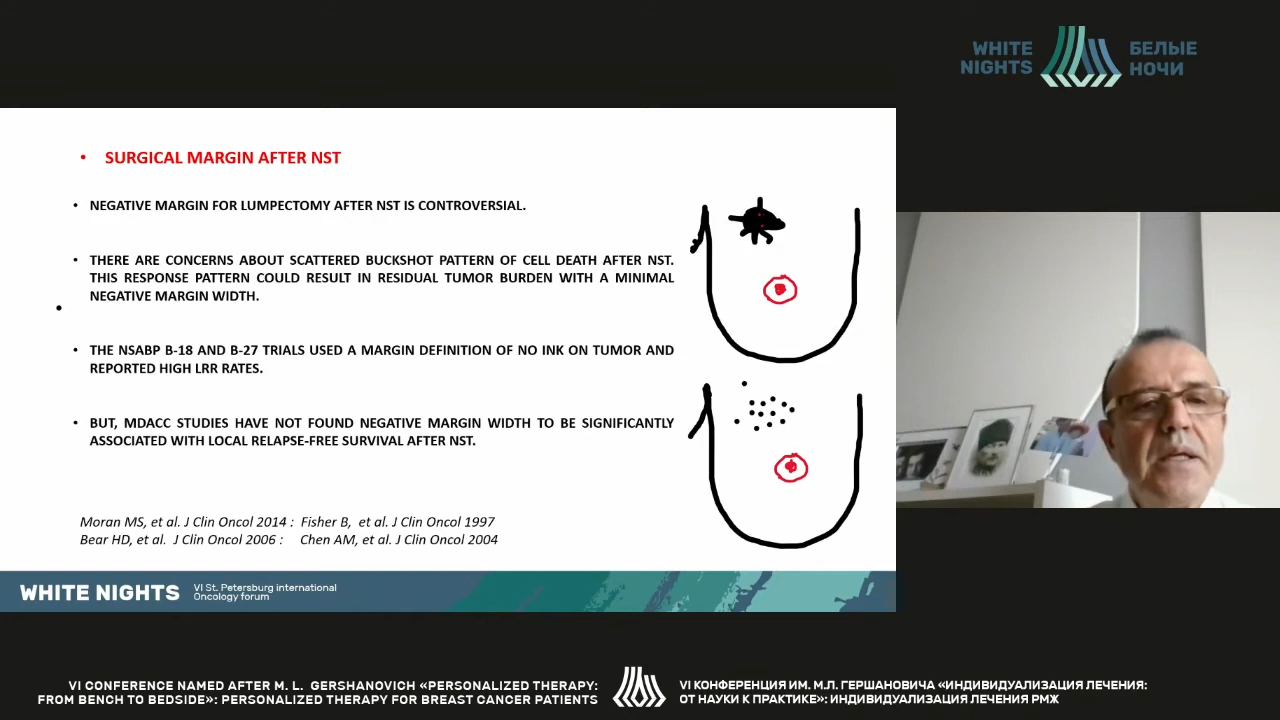 WHITE
NIGHTS
БЕЛЫЕ
НОЧИ
• SURGICAL MARGIN AFTER NST
• NEGATIVE MARGIN FOR LUMPECTOMY AFTER NST IS CONTROVERSIAL.
• THERE ARE CONCERNS ABOUT SCATTERED BUCKSHOT PATTERN OF CELL DEATH AFTER NST.
THIS RESPONSE PATTERN COULD RESULT IN RESIDUAL TUMOR BURDEN WITH A MINIMAL
NEGATIVE MARGIN WIDTH.
•
• THE NSABP B-18 AND B-27 TRIALS USED A MARGIN DEFINITION OF NO INK ON TUMOR AND
REPORTED HIGH LRR RATES.
• BUT, MDACC STUDIES HAVE NOT FOUND NEGATIVE MARGIN WIDTH TO BE SIGNIFICANTLY
ASSOCIATED WITH LOCAL RELAPSE-FREE SURVIVAL AFTER NST.
Moran MS, et al. J Clin Oncol 2014 : Fisher B, et al. J Clin Oncol 1997
Bear HD, et al. J Clin Oncol 2006 : Chen AM, et al. J Clin Oncol 2004
WHITE NIGHTS
VI St. Petersburg international
Oncology forum
VI CONFERENCE NAMED AFTER M. L. GERSHANOVICH «PERSONALIZED THERAPY:
FROM BENCH TO BEDSIDE»: PERSONALIZED THERAPY FOR BREAST CANCER PATIENTS
VI КОНФЕРЕНЦИЯ ИМ. М.Л. ГЕРШАНОВИЧА «ИНДИВИДУАЛИЗАЦИЯ ЛЕЧЕНИЯ:
ОТ НАУКИ К ПРАКТИКЕ»: ИНДИВИДУАЛИЗАЦИЯ ЛЕЧЕНИЯ РМЖ